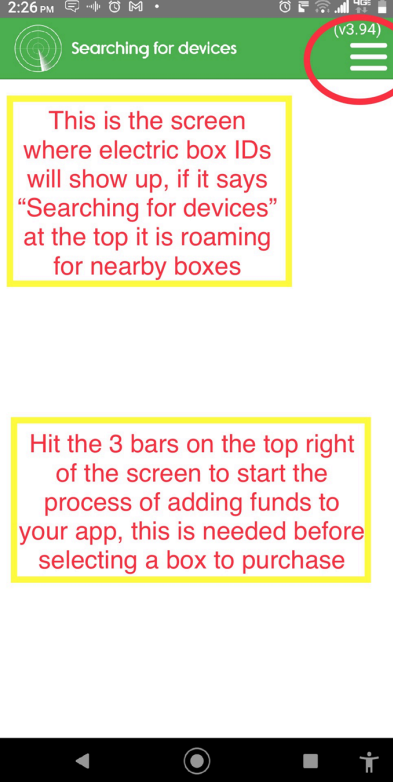 2:26 PM
4GE
(v3.94)
Searching for devices
This is the screen
where electric box IDs
will show up, if it says
“Searching for devices”
at the top it is roaming
for nearby boxes
Hit the 3 bars on the top right
of the screen to start the
process of adding funds to
your app, this is needed before
selecting a box to purchase